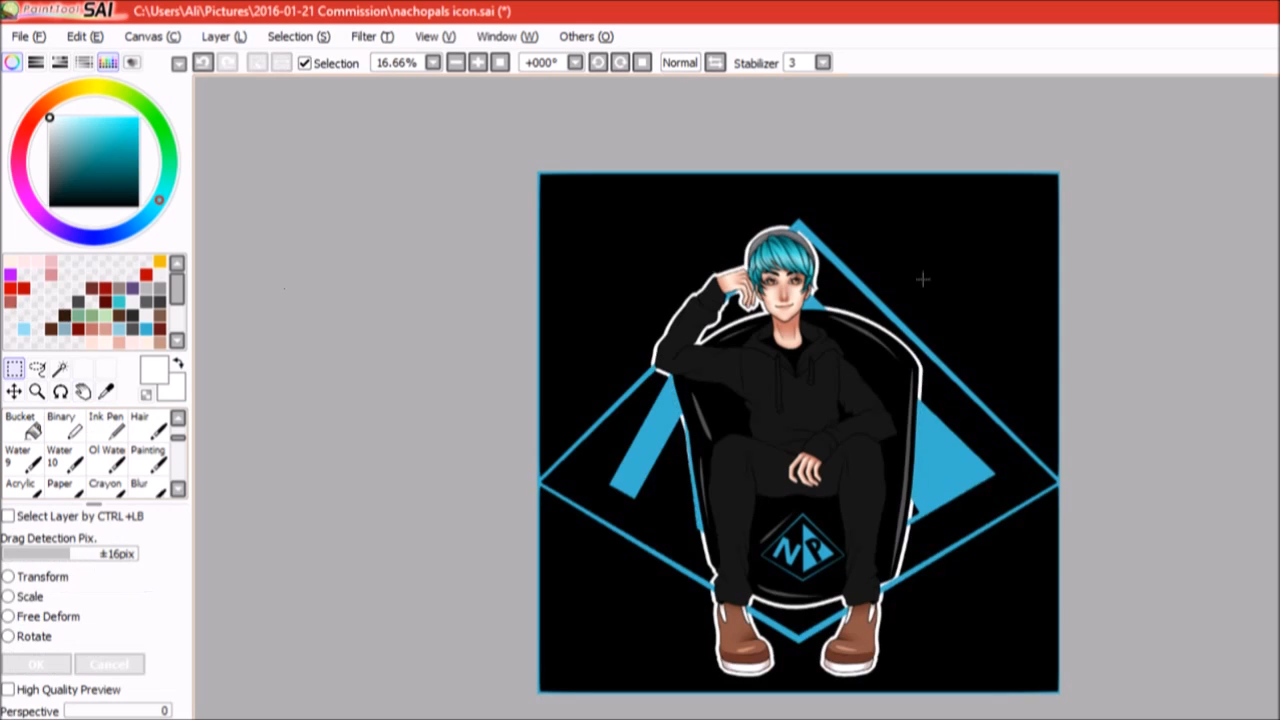 PaintTool SAI C:\Users\Ali\Pictures\2016-01-21 Commission\nachopals icon.sai (*)
File (F) Edit (E) Canvas (C) Layer (L) Selection (S) Filter (T) View (V) Window (W) Others (O)
Selection 16.66% +000° Normal Stabilizer 3
Bucket Binary Ink Pen Hair
Water 9 Water 10 Ol Wate Painting
Acrylic Paper Crayon Blur
Select Layer by CTRL+LB
Drag Detection Pix.
±16pix
Transform
Scale
Free Deform
Rotate
OK Cancel
High Quality Preview
Perspective 0
NP